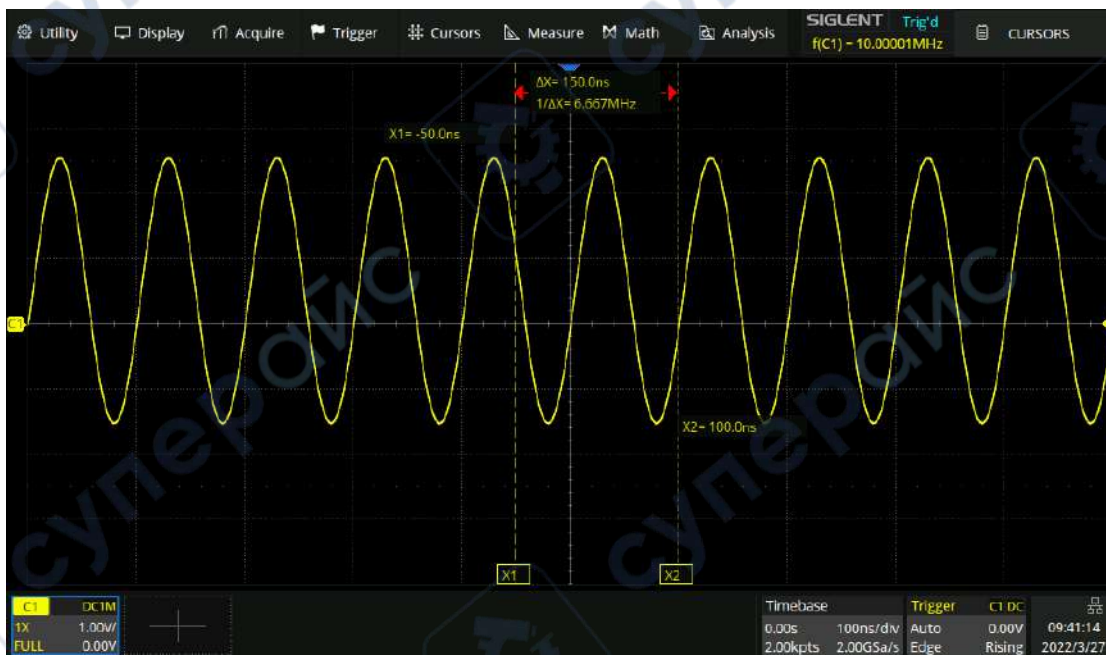 Utility Display Acquire Trigger Cursors Measure Math Analysis SIGLENT Trig'd CURSORS
f(C1) = 10.00001MHz
ΔX= 150.0ns
1/ΔX= 6.667MHz
X1= -50.0ns
C1
X2= 100.0ns
X1 X2
C1 DC1M
1X 1.00V/
FULL 0.00V
Timebase
0.00s 100ns/div
2.00kpts 2.00GSa/s
Trigger C1 DC
Auto 0.00V
Edge Rising
09:41:14
2022/3/27
суперайс
суперайс